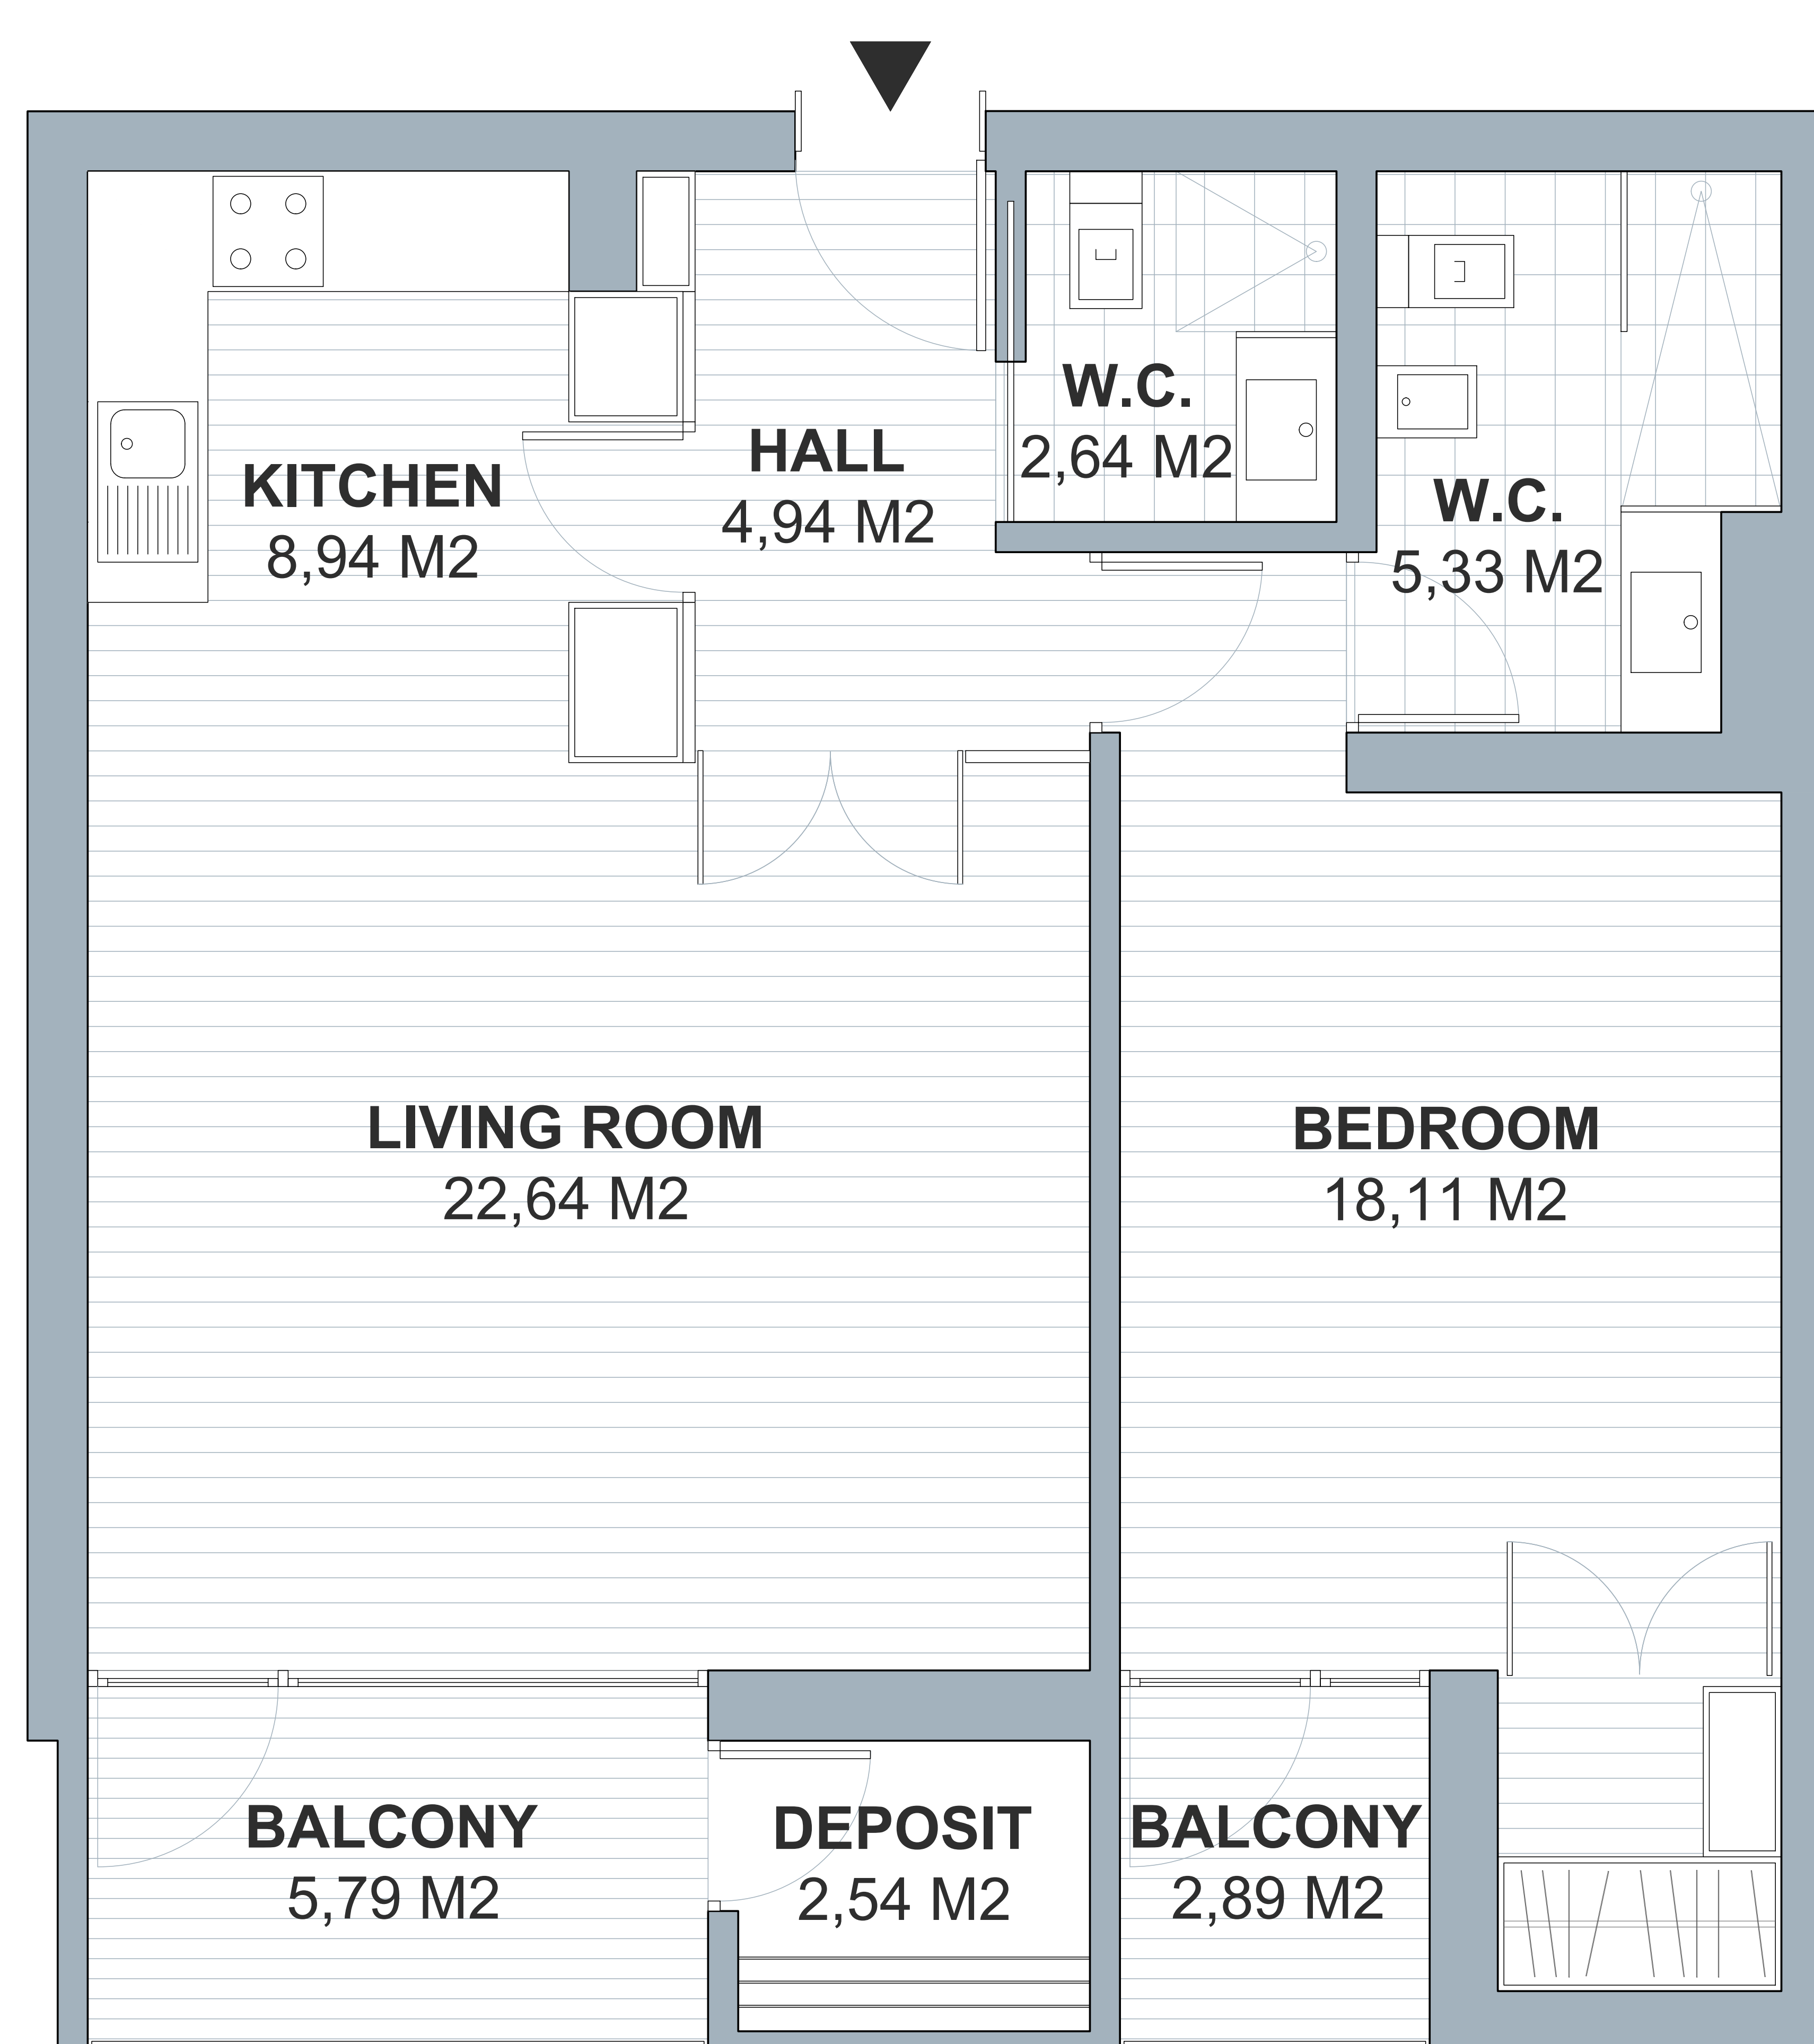 KITCHEN
8,94 M2
HALL
4,94 M2
W.C.
2,64 M2
W.C.
5,33 M2
LIVING ROOM
22,64 M2
BEDROOM
18,11 M2
BALCONY
5,79 M2
DEPOSIT
2,54 M2
BALCONY
2,89 M2